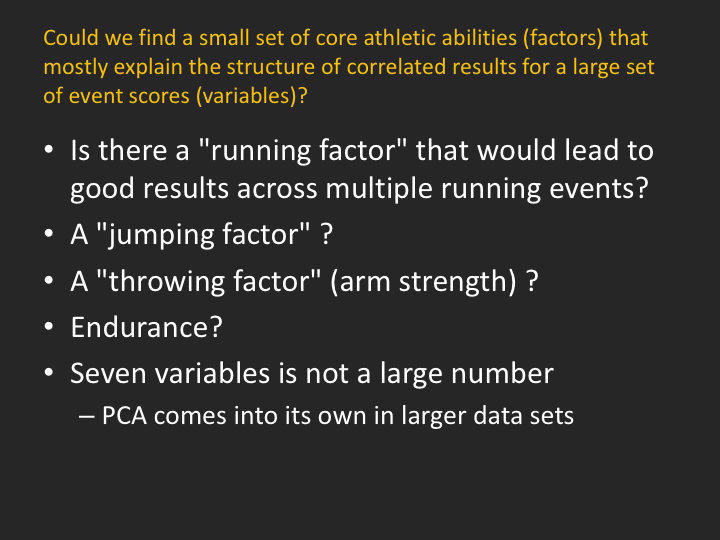 Could we find a small set of core athletic abilities (factors) that
mostly explain the structure of correlated results for a large set
of event scores (variables)?
• Is there a "running factor" that would lead to
good results across multiple running events?
• A "jumping factor" ?
• A "throwing factor" (arm strength) ?
• Endurance?
• Seven variables is not a large number
– PCA comes into its own in larger data sets